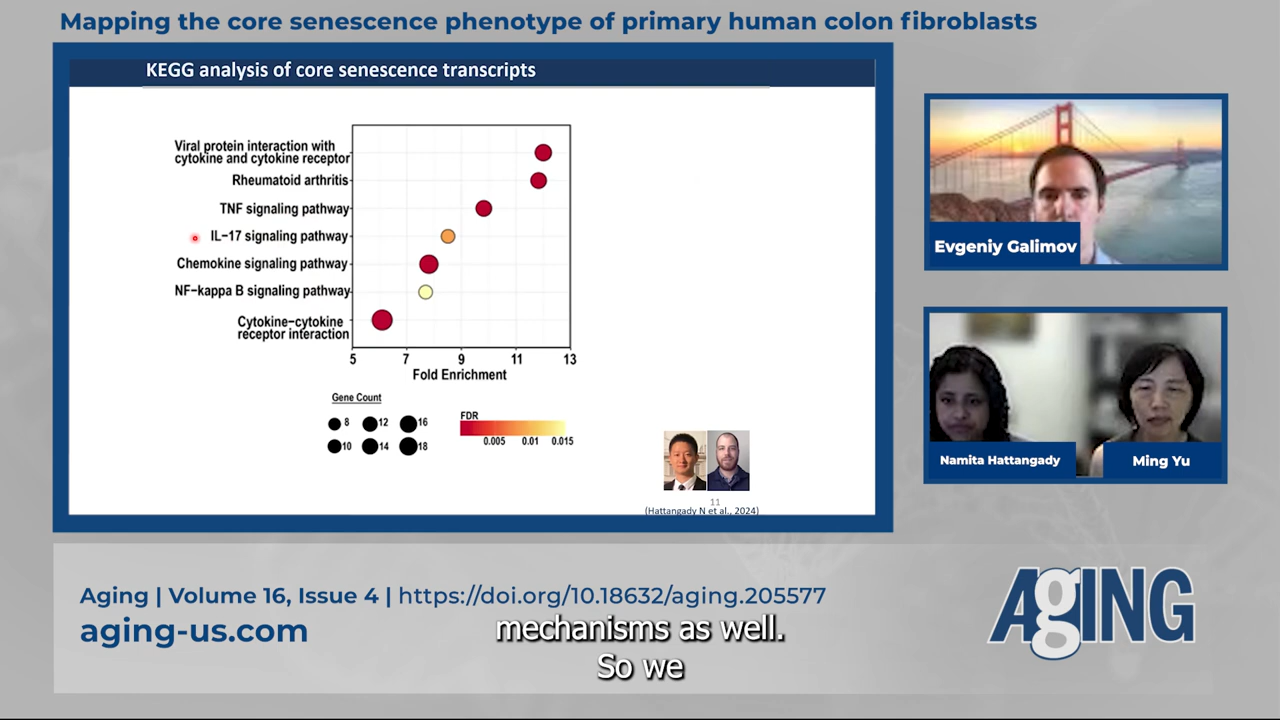 Mapping the core senescence phenotype of primary human colon fibroblasts
KEGG analysis of core senescence transcripts
Viral protein interaction with
cytokine and cytokine receptor
Rheumatoid arthritis
TNF signaling pathway
IL−17 signaling pathway
Chemokine signaling pathway
NF−kappa B signaling pathway
Cytokine−cytokine
receptor interaction
5 7 9 11 13
Fold Enrichment
Gene Count
8 12 16
10 14 18
FDR
0.005 0.01 0.015
11
(Hattangady N et al., 2024)
Evgeniy Galimov
Namita Hattangady
Ming Yu
Aging | Volume 16, Issue 4 | https://doi.org/10.18632/aging.205577
aging-us.com
mechanisms as well.
So we
AgING